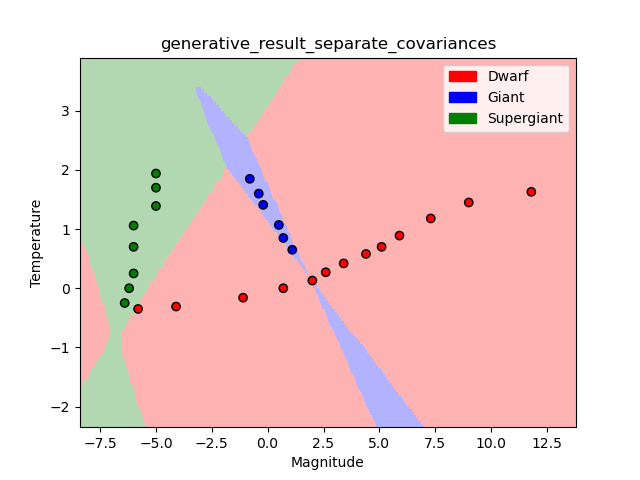 generative_result_separate_covariances
Dwarf
Giant
Supergiant
Temperature
3
2
1
0
−1
−2
−7.5 −5.0 −2.5 0.0 2.5 5.0 7.5 10.0 12.5
Magnitude